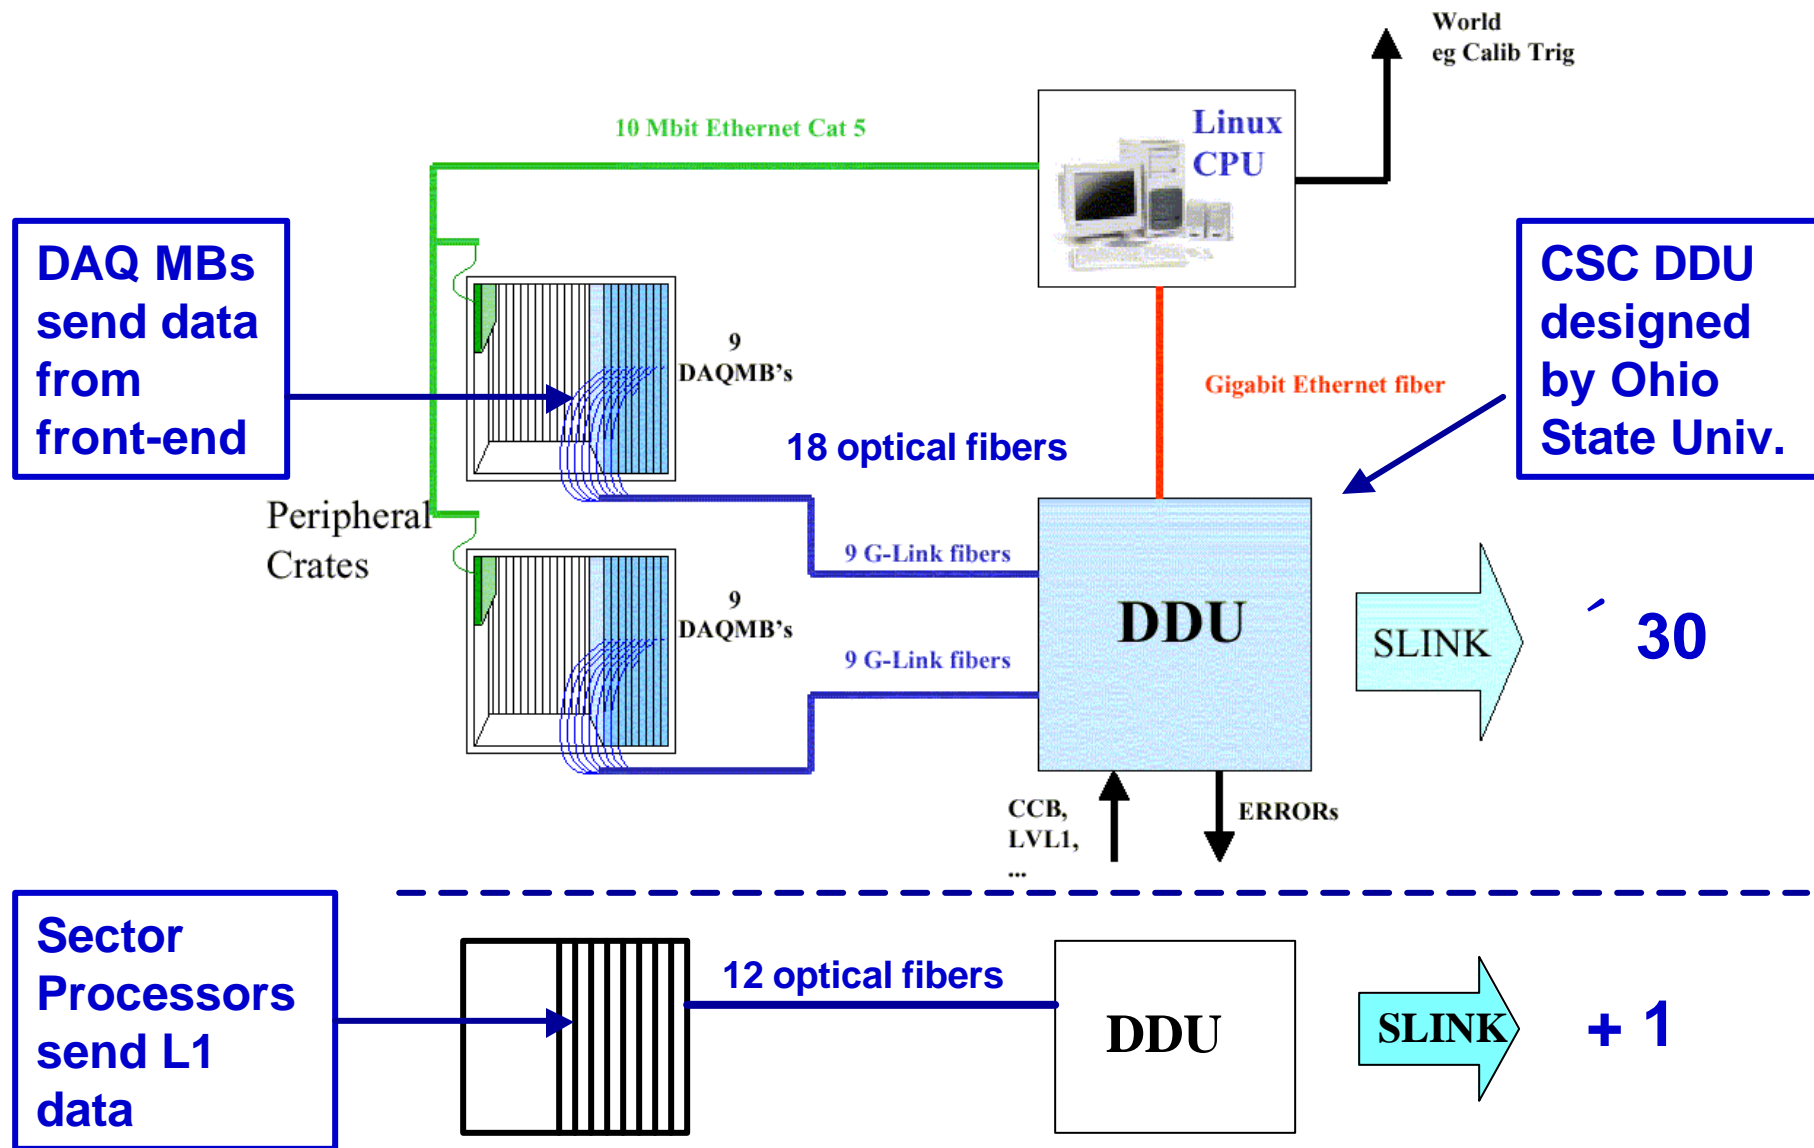 World
eg Calib Trig
10 Mbit Ethernet Cat 5
Linux
CPU
DAQ MBs
send data
from
front-end
9
DAQMB's
CSC DDU
designed
by Ohio
State Univ.
Gigabit Ethernet fiber
18 optical fibers
Peripheral
Crates
9 G-Link fibers
9
DAQMB's
DDU
SLINK
´ 30
9 G-Link fibers
CCB,
LVL1,
...
ERRORs
Sector
Processors
send L1
data
12 optical fibers
DDU
SLINK
+ 1